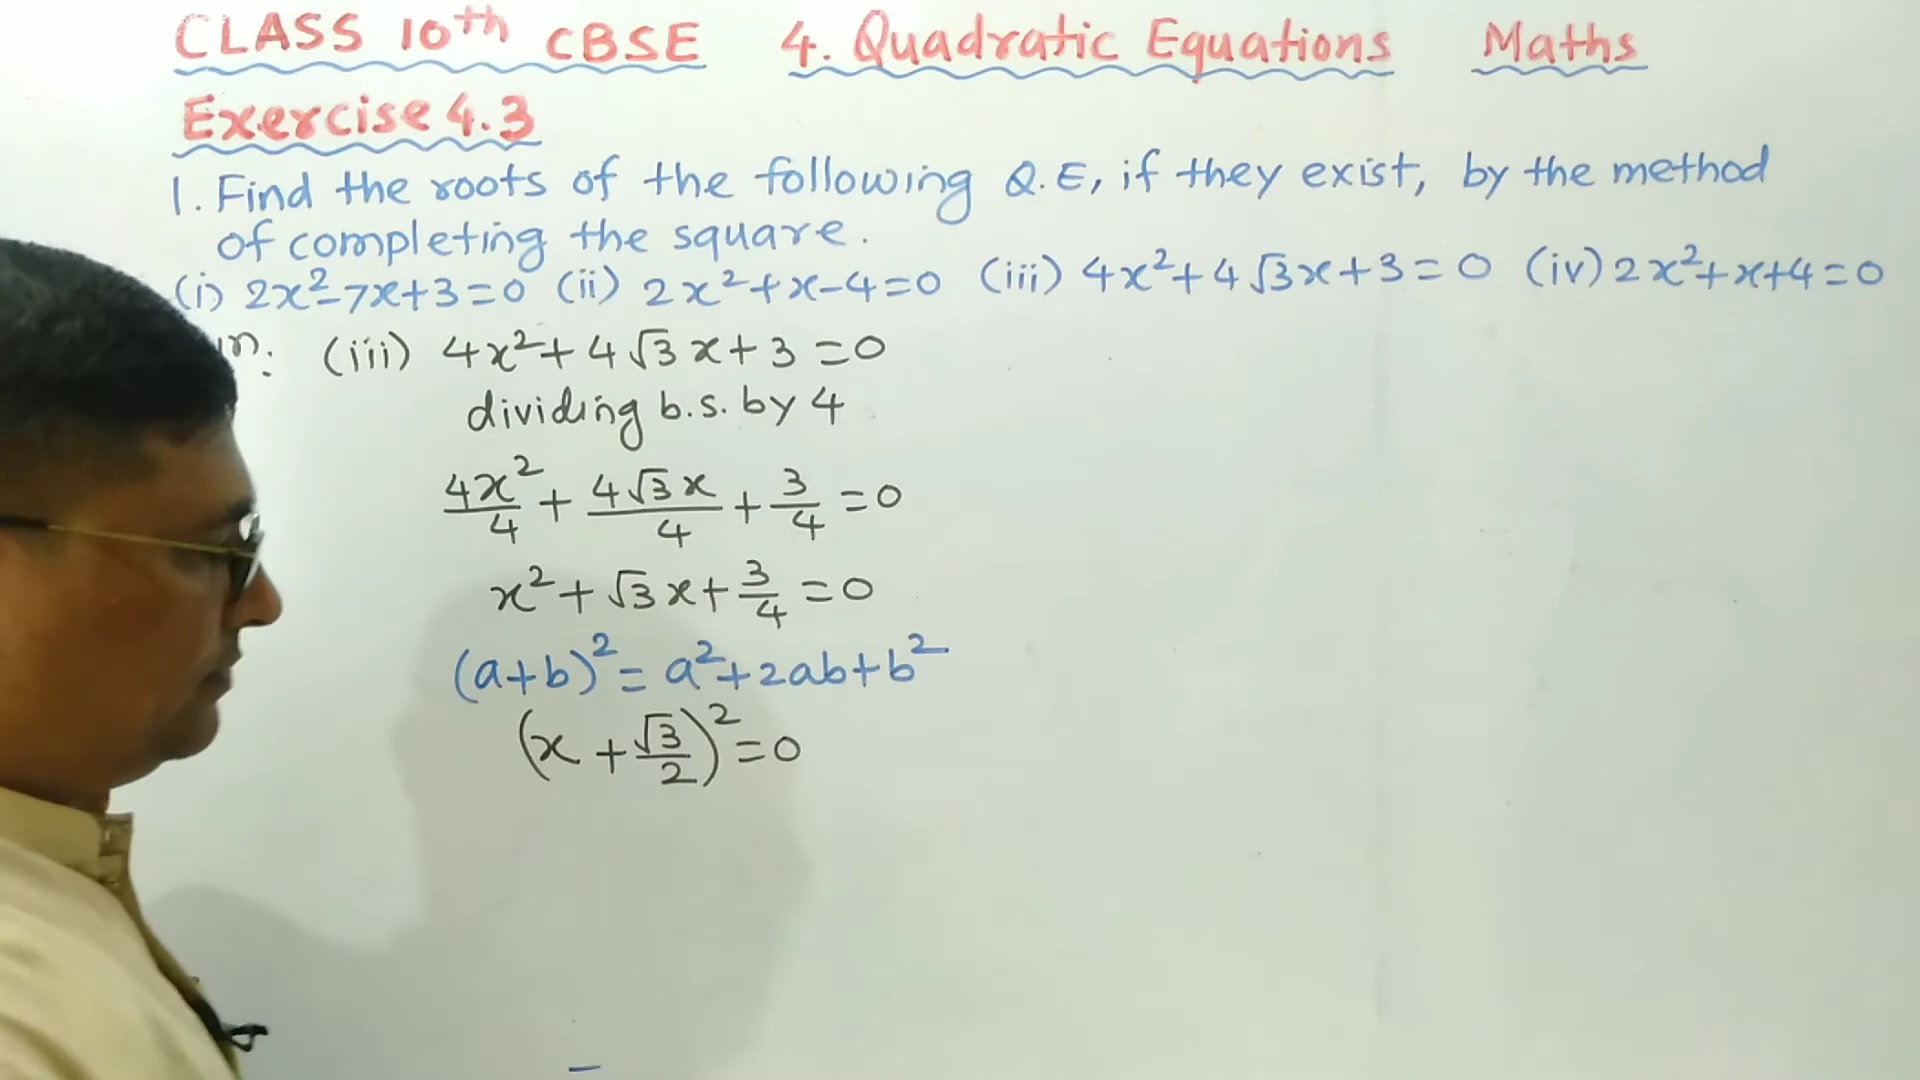 CLASS 10th CBSE 4. Quadratic Equations Maths
Exercise 4.3
1. Find the roots of the following Q.E, if they exist, by the method
of completing the square.
(i) 2x²-7x+3=0 (ii) 2x²+x-4=0 (iii) 4x²+4√3x+3=0 (iv) 2x²+x+4=0
(iii) 4x²+4√3x+3=0
dividing b.s. by 4
4x²/4 + 4√3x/4 + 3/4 =0
x²+√3x+3/4=0
(a+b)²=a²+2ab+b²
(x+√3/2)²=0